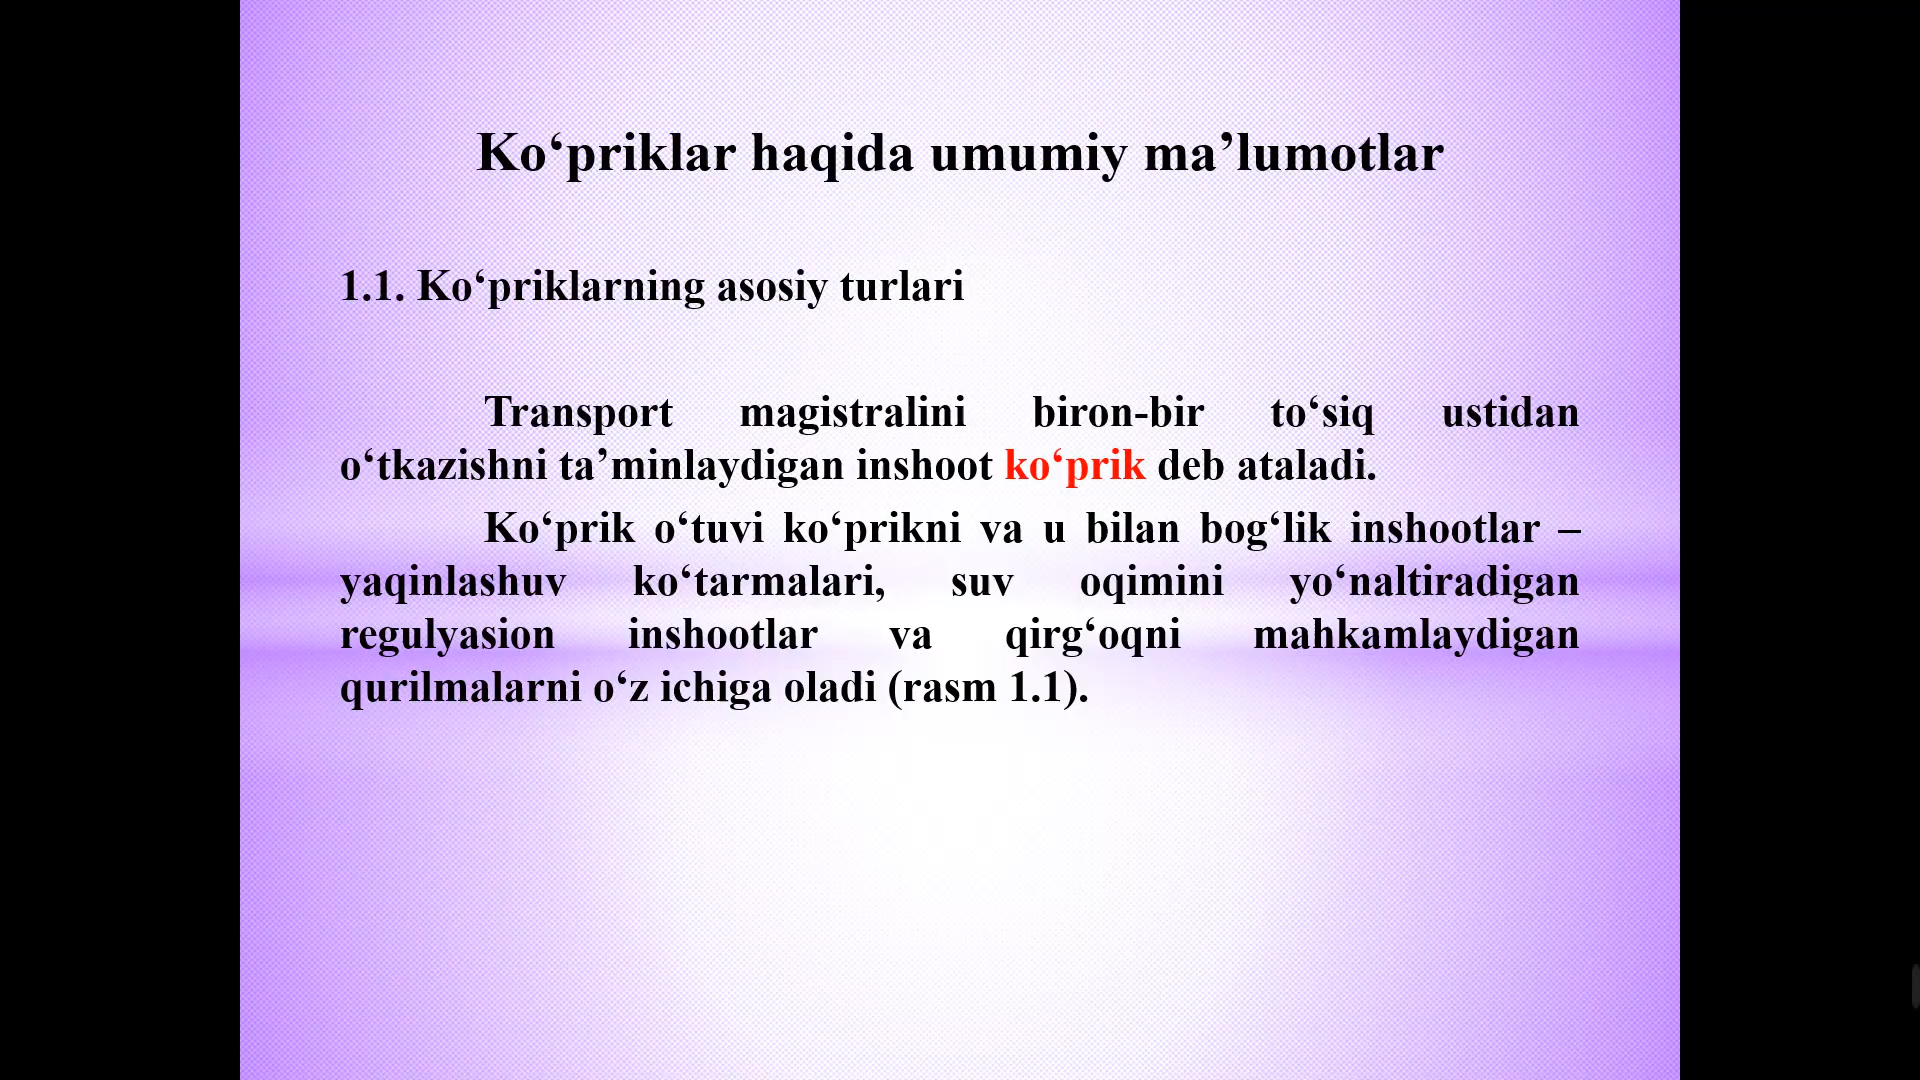 Ko‘priklar haqida umumiy ma’lumotlar
1.1. Ko‘priklarning asosiy turlari
Transport magistralini biron-bir to‘siq ustidan
o‘tkazishni ta’minlaydigan inshoot ko‘prik deb ataladi.
Ko‘prik o‘tuvi ko‘prikni va u bilan bog‘lik inshootlar –
yaqinlashuv ko‘tarmalari, suv oqimini yo‘naltiradigan
regulyasion inshootlar va qirg‘oqni mahkamlaydigan
qurilmalarni o‘z ichiga oladi (rasm 1.1).